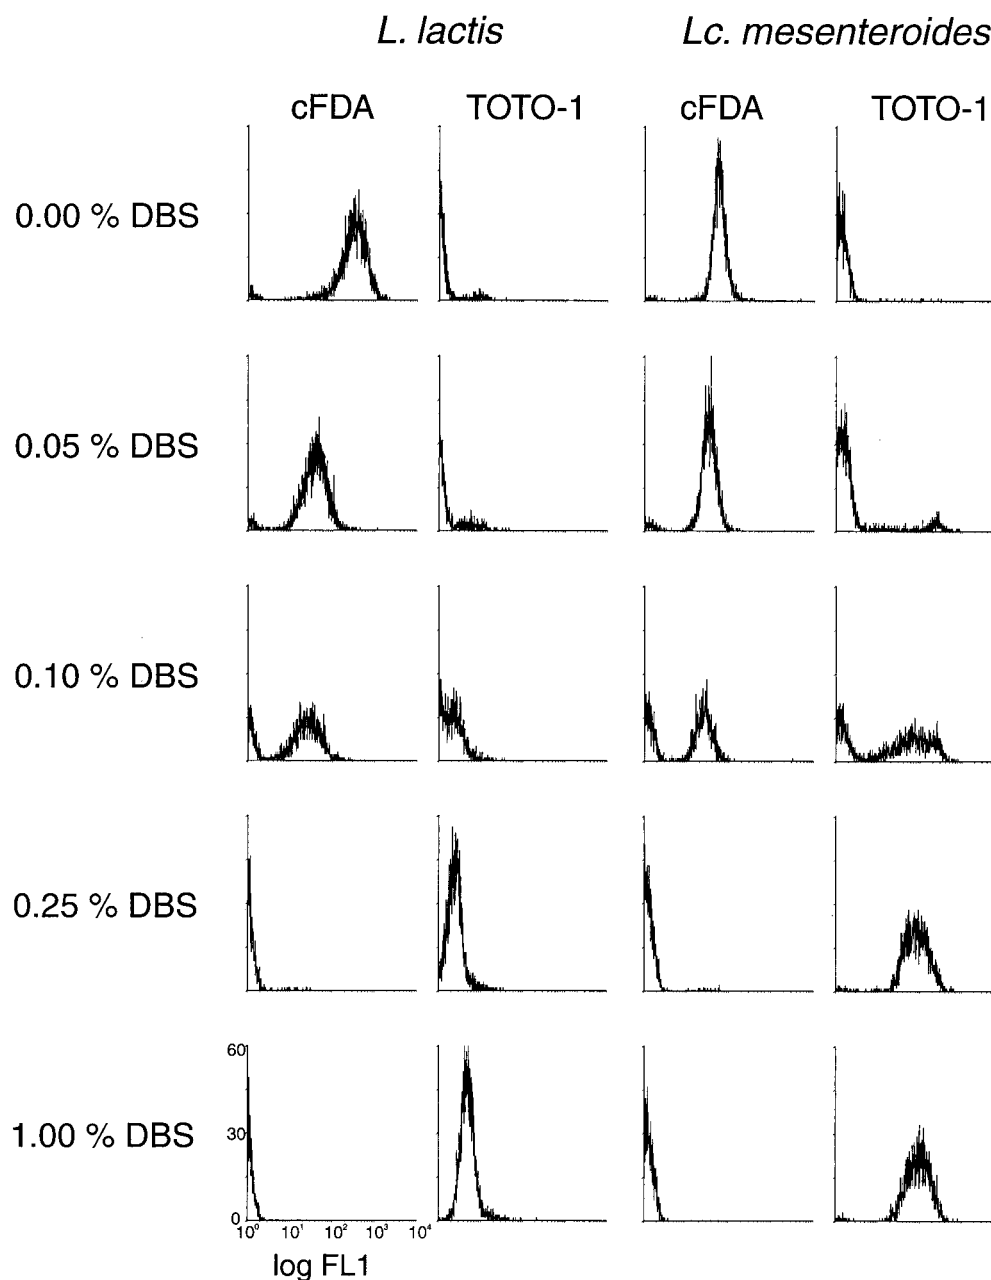 L. lactis Lc. mesenteroides
cFDA TOTO-1 cFDA TOTO-1
0.00 % DBS
0.05 % DBS
0.10 % DBS
0.25 % DBS
1.00 % DBS
60
30
0
10⁰ 10¹ 10² 10³ 10⁴
log FL1